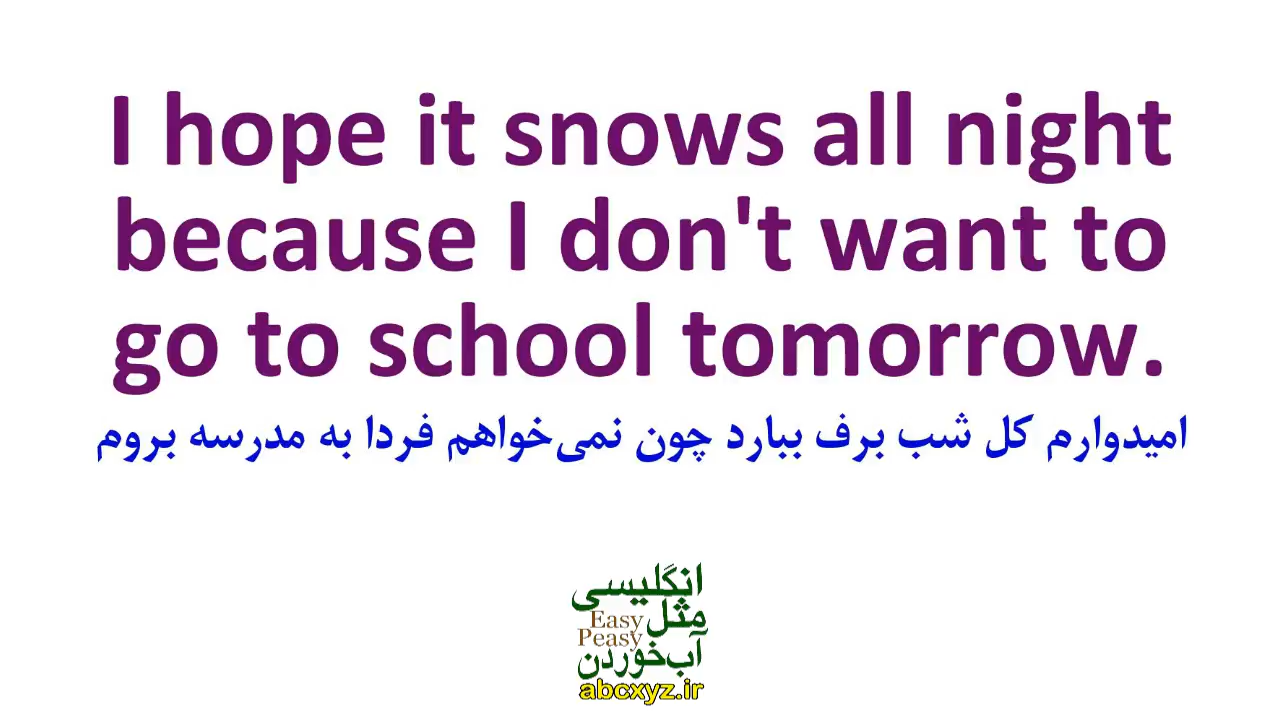 I hope it snows all night
because I don't want to
go to school tomorrow.
امیدوارم کل شب برف ببارد چون نمی‌خواهم فردا به مدرسه بروم
انگلیسی
مثل
Easy
Peasy
آب‌خوردن
abcxyz.ir